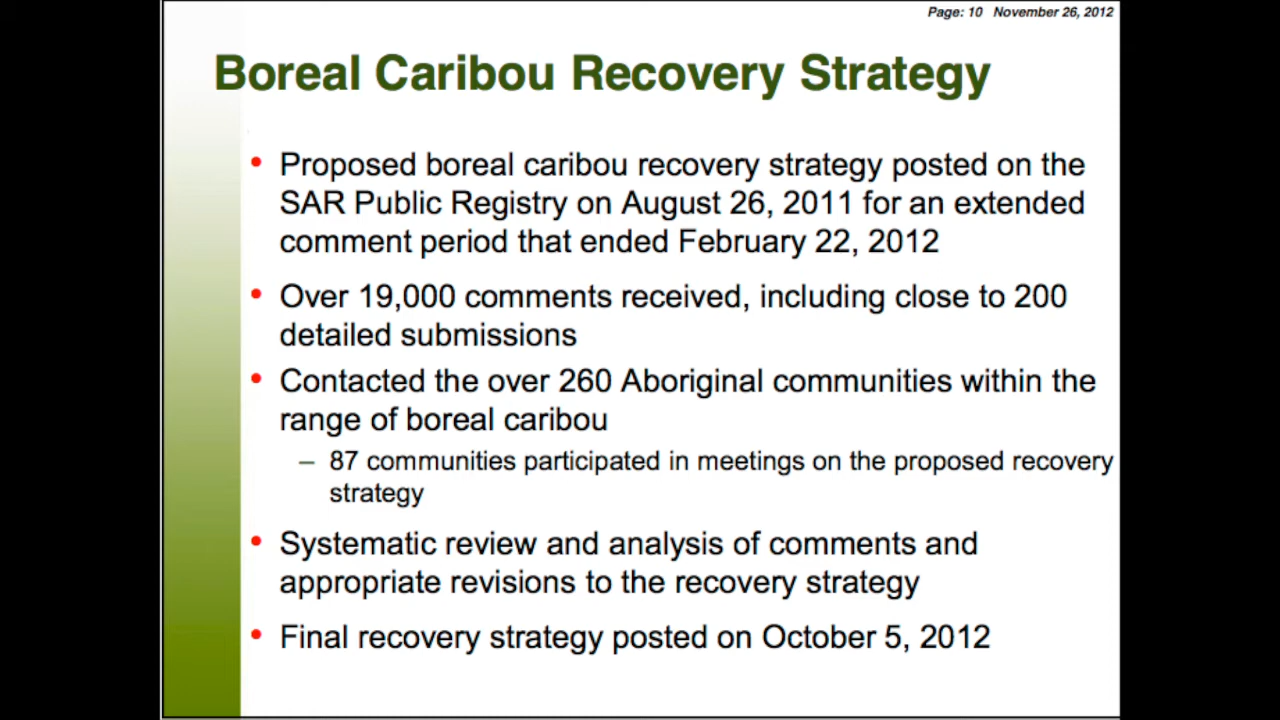 Page: 10 November 26, 2012
Boreal Caribou Recovery Strategy
• Proposed boreal caribou recovery strategy posted on the
SAR Public Registry on August 26, 2011 for an extended
comment period that ended February 22, 2012
• Over 19,000 comments received, including close to 200
detailed submissions
• Contacted the over 260 Aboriginal communities within the
range of boreal caribou
– 87 communities participated in meetings on the proposed recovery
strategy
• Systematic review and analysis of comments and
appropriate revisions to the recovery strategy
• Final recovery strategy posted on October 5, 2012